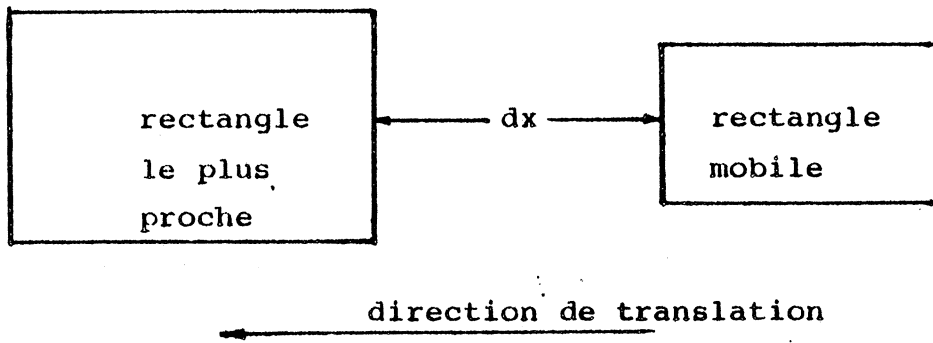 rectangle
le plus
proche
dx
rectangle
mobile
direction de translation